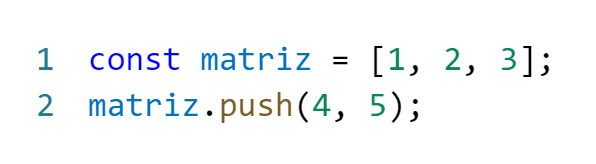 1 const matriz = [1, 2, 3];
2 matriz.push(4, 5);